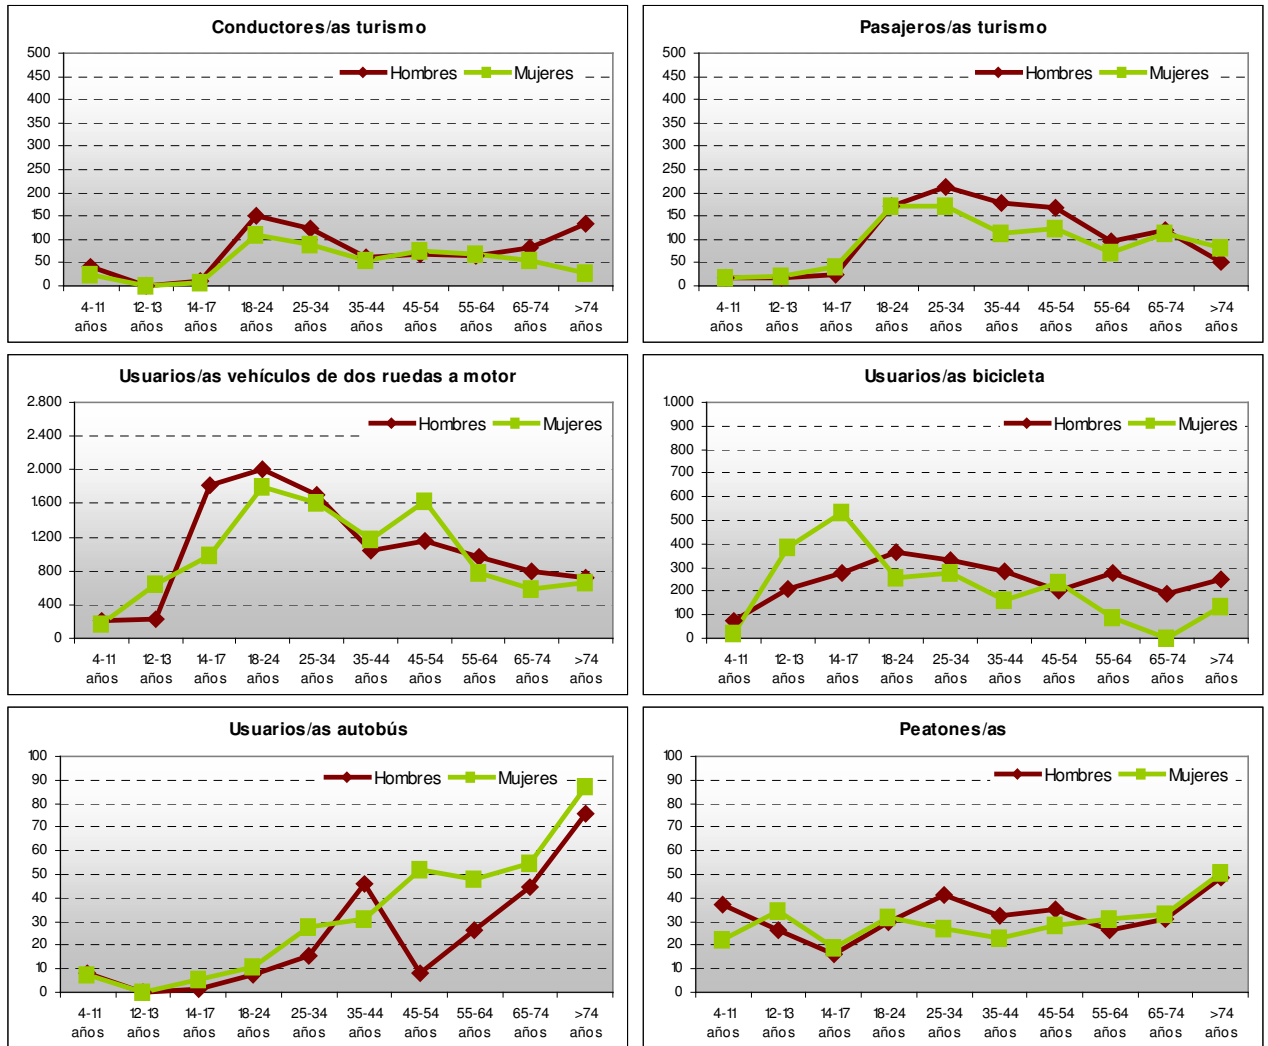 Conductores/as turismo
500
450
400
350
300
250
200
150
100
50
0
Hombres Mujeres
4-11 12-13 14-17 18-24 25-34 35-44 45-54 55-64 65-74 >74
años años años años años años años años años años
Pasajeros/as turismo
500
450
400
350
300
250
200
150
100
50
0
Hombres Mujeres
4-11 12-13 14-17 18-24 25-34 35-44 45-54 55-64 65-74 >74
años años años años años años años años años años
Usuarios/as vehículos de dos ruedas a motor
2.800
2.400
2.000
1.600
1.200
800
400
0
Hombres Mujeres
4-11 12-13 14-17 18-24 25-34 35-44 45-54 55-64 65-74 >74
años años años años años años años años años años
Usuarios/as bicicleta
1.000
900
800
700
600
500
400
300
200
100
0
Hombres Mujeres
4-11 12-13 14-17 18-24 25-34 35-44 45-54 55-64 65-74 >74
años años años años años años años años años años
Usuarios/as autobús
100
90
80
70
60
50
40
30
20
10
0
Hombres Mujeres
4-11 12-13 14-17 18-24 25-34 35-44 45-54 55-64 65-74 >74
años años años años años años años años años años
Peatones/as
100
90
80
70
60
50
40
30
20
10
0
Hombres Mujeres
4-11 12-13 14-17 18-24 25-34 35-44 45-54 55-64 65-74 >74
años años años años años años años años años años